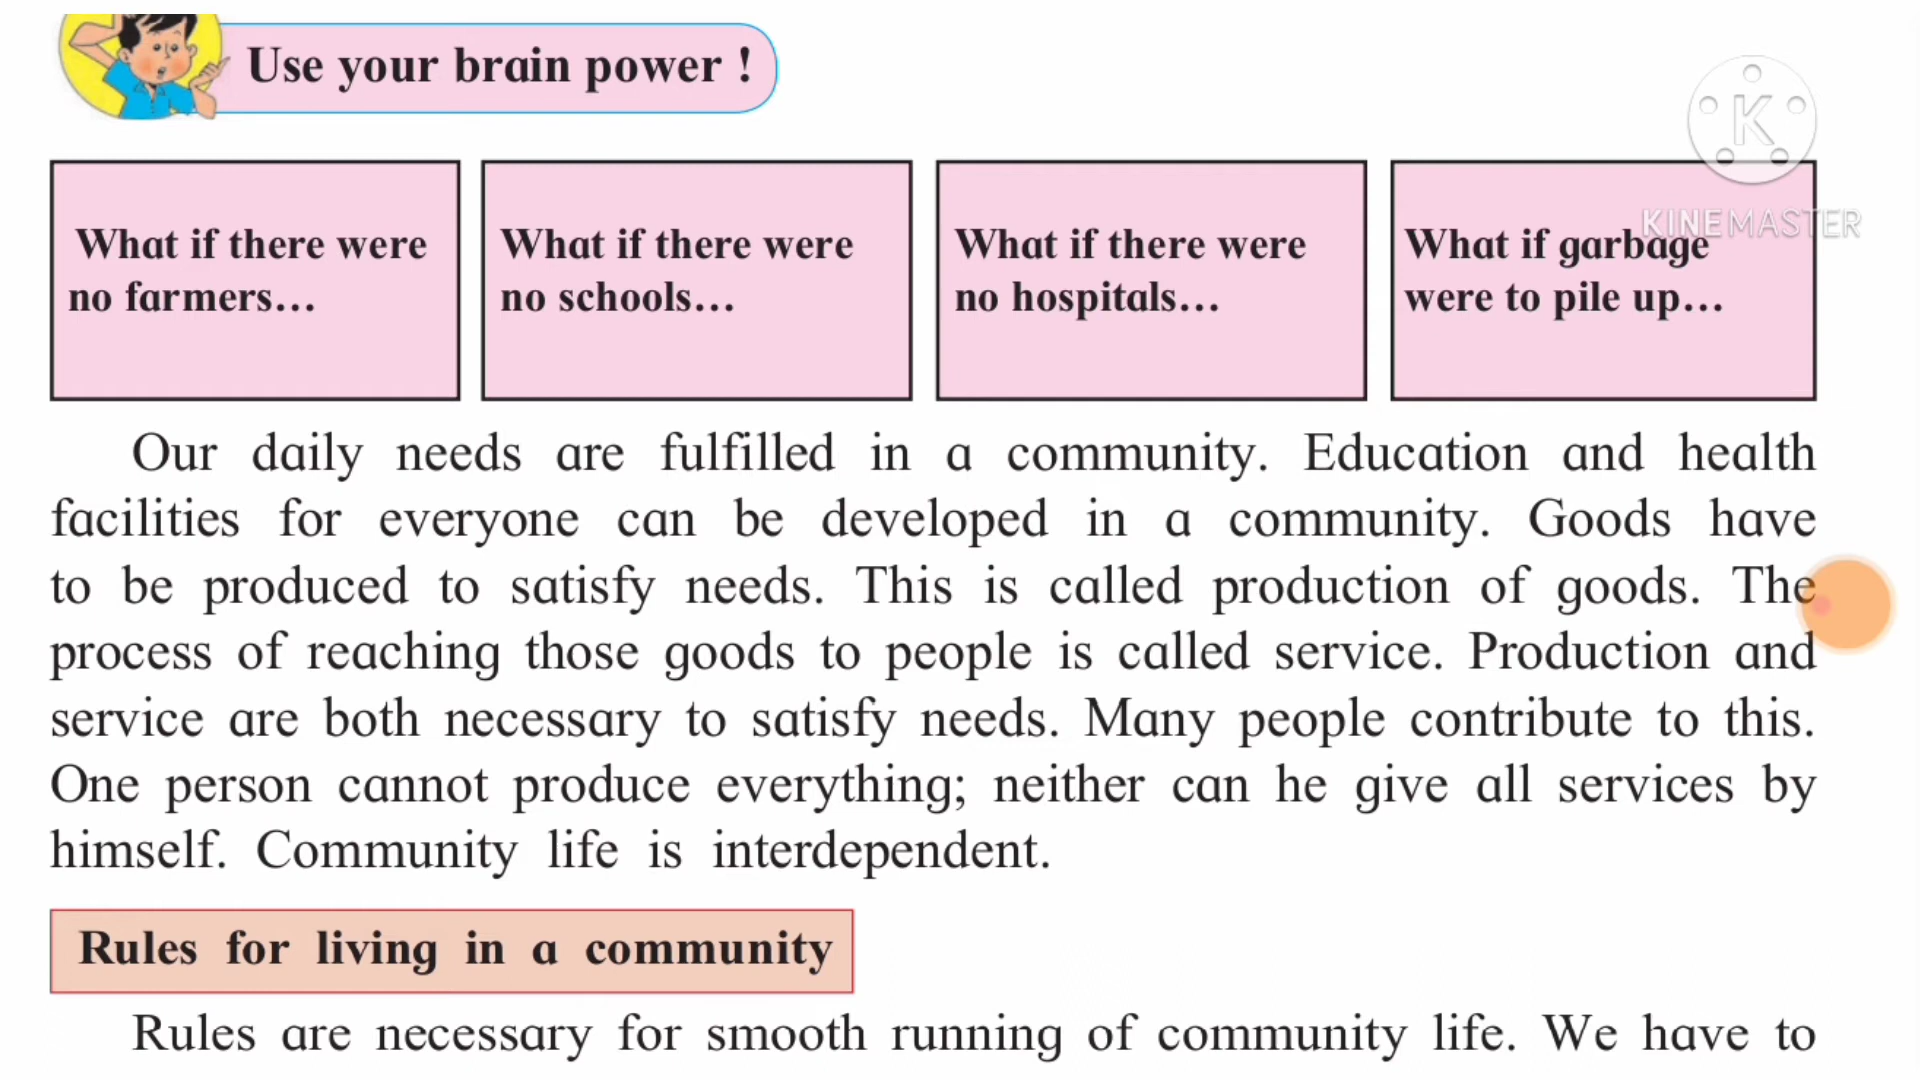 Use your brain power !
What if there were
no farmers...
What if there were
no schools...
What if there were
no hospitals...
What if garbage
were to pile up...
K
KINEMASTER
Our daily needs are fulfilled in a community. Education and health
facilities for everyone can be developed in a community. Goods have
to be produced to satisfy needs. This is called production of goods. The
process of reaching those goods to people is called service. Production and
service are both necessary to satisfy needs. Many people contribute to this.
One person cannot produce everything; neither can he give all services by
himself. Community life is interdependent.
Rules for living in a community
Rules are necessary for smooth running of community life. We have to